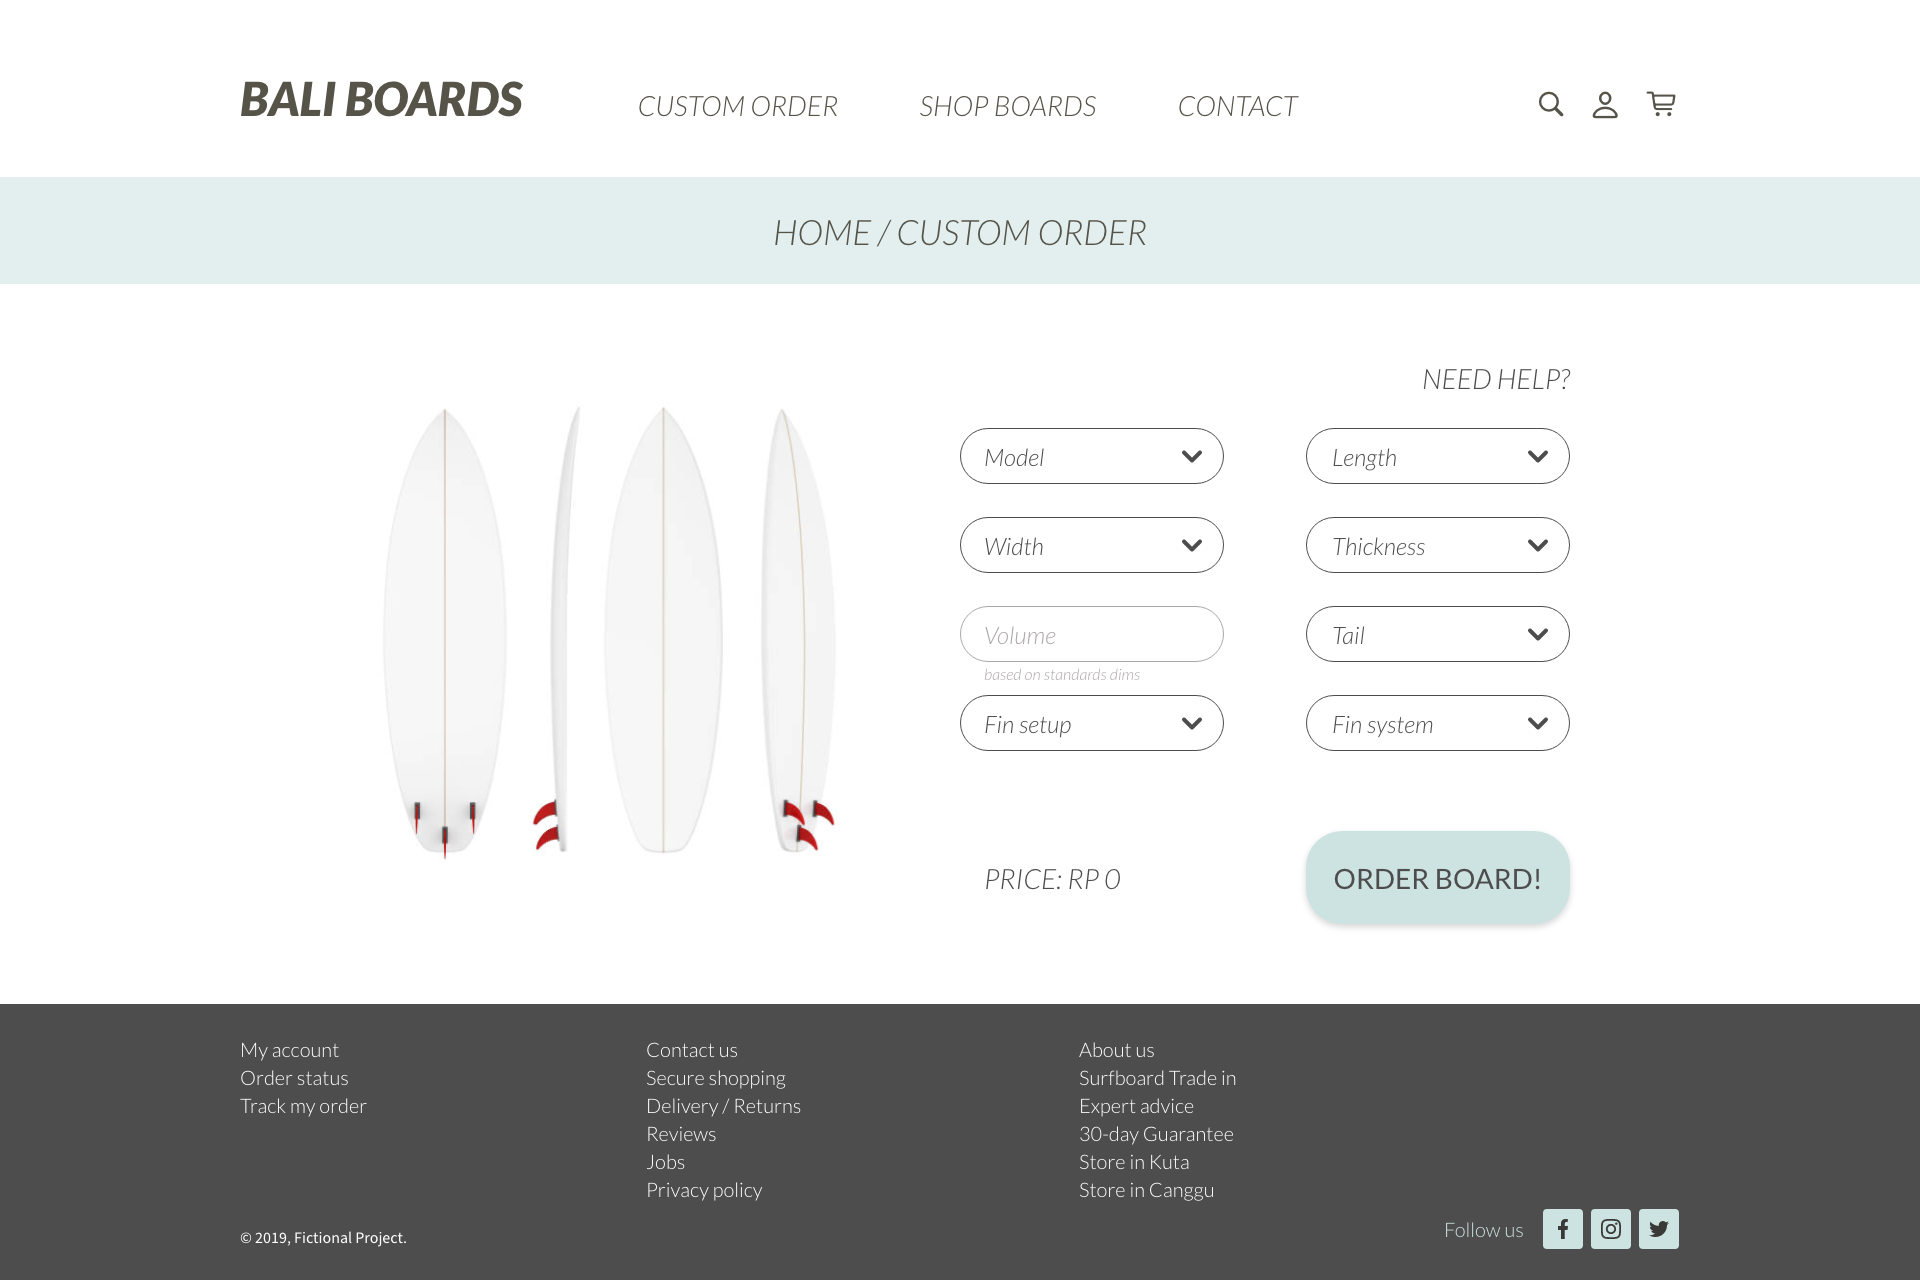 BALI BOARDS
CUSTOM ORDER
SHOP BOARDS
CONTACT
HOME / CUSTOM ORDER
NEED HELP?
Model
Length
Width
Thickness
Volume
Tail
based on standards dims
Fin setup
Fin system
PRICE: RP 0
ORDER BOARD!
My account
Order status
Track my order
Contact us
Secure shopping
Delivery / Returns
Reviews
Jobs
Privacy policy
About us
Surfboard Trade in
Expert advice
30-day Guarantee
Store in Kuta
Store in Canggu
© 2019, Fictional Project.
Follow us